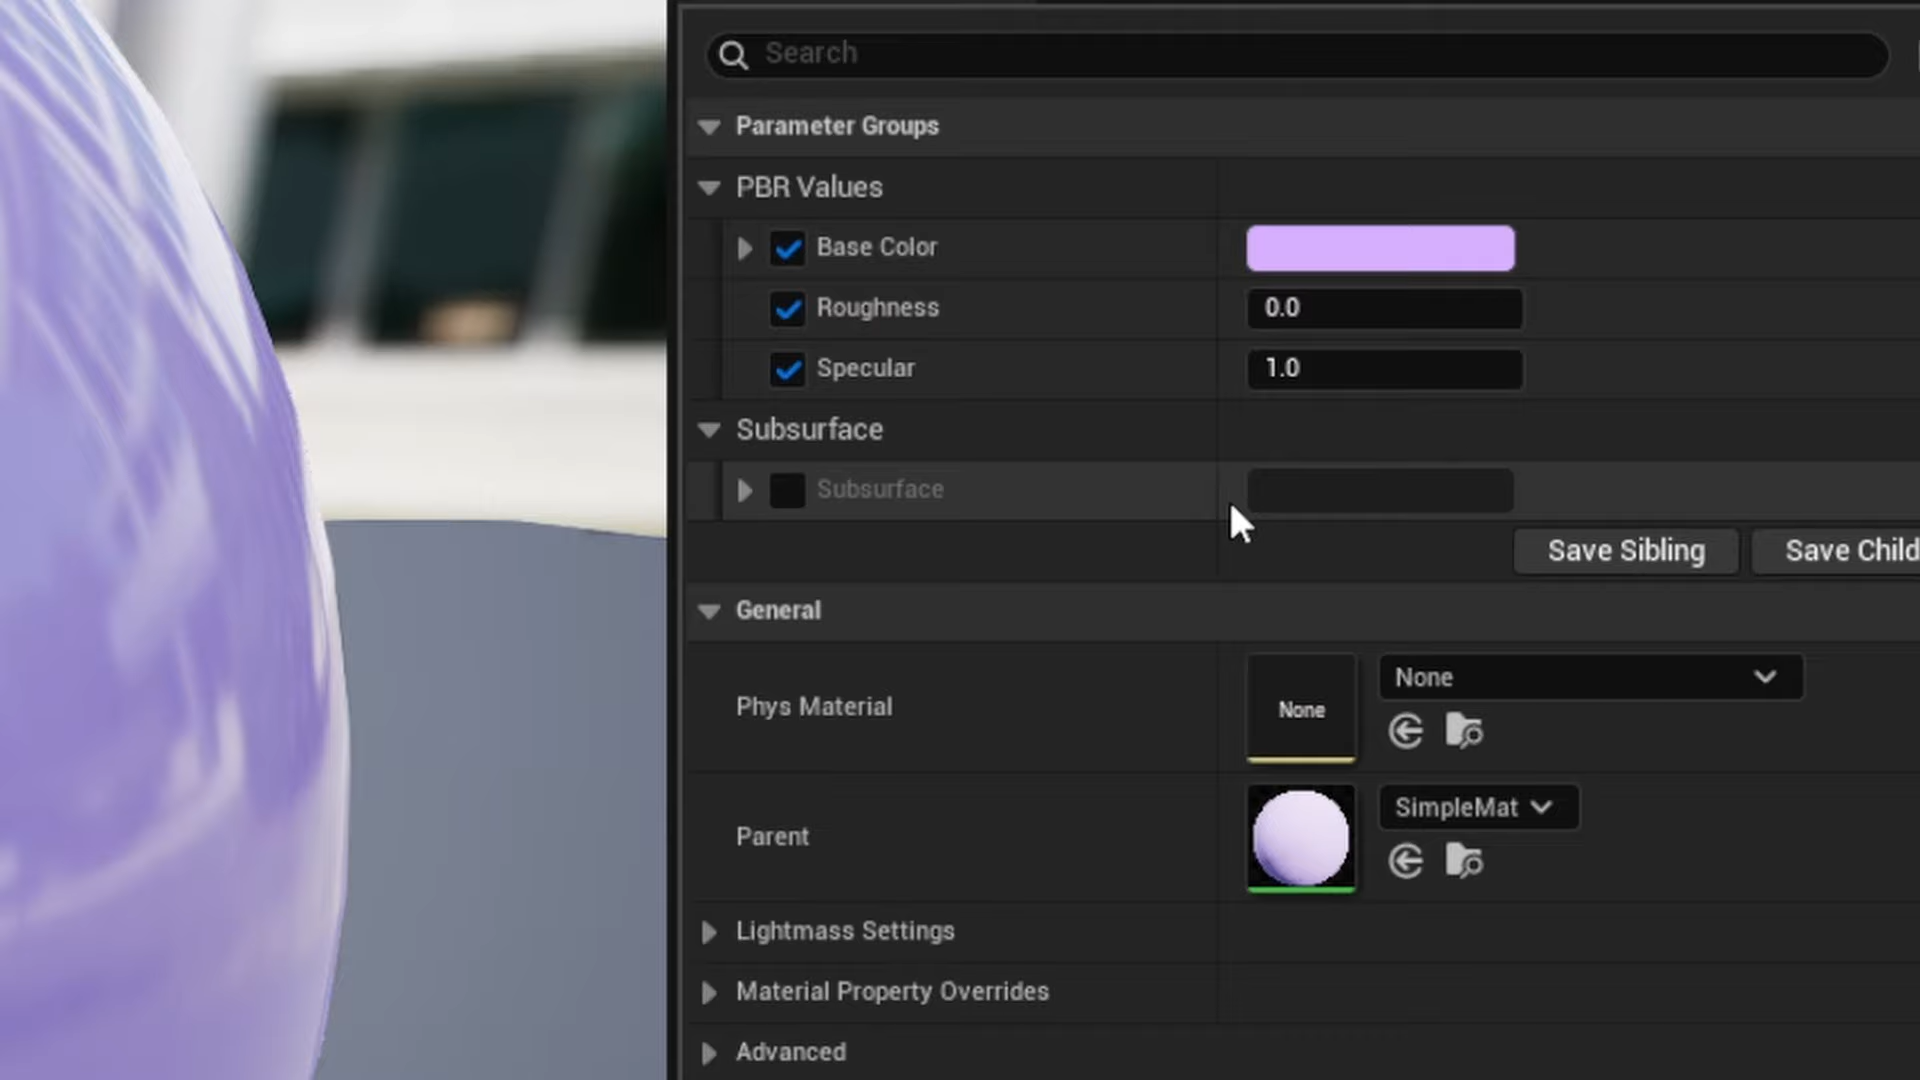 Search
Parameter Groups
PBR Values
Base Color
Roughness 0.0
Specular 1.0
Subsurface
Subsurface
Save Sibling Save Child
General
Phys Material None None
Parent SimpleMat
Lightmass Settings
Material Property Overrides
Advanced